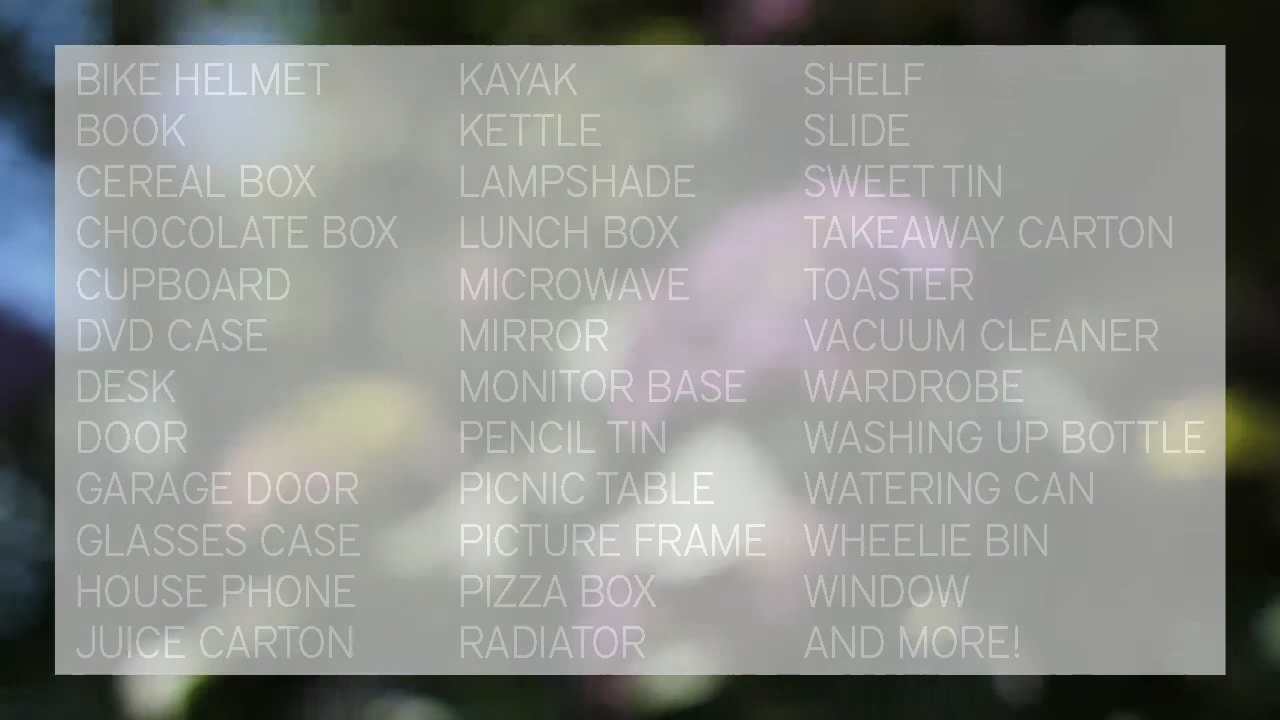 BIKE HELMET
BOOK
CEREAL BOX
CHOCOLATE BOX
CUPBOARD
DVD CASE
DESK
DOOR
GARAGE DOOR
GLASSES CASE
HOUSE PHONE
JUICE CARTON
KAYAK
KETTLE
LAMPSHADE
LUNCH BOX
MICROWAVE
MIRROR
MONITOR BASE
PENCIL TIN
PICNIC TABLE
PICTURE FRAME
PIZZA BOX
RADIATOR
SHELF
SLIDE
SWEET TIN
TAKEAWAY CARTON
TOASTER
VACUUM CLEANER
WARDROBE
WASHING UP BOTTLE
WATERING CAN
WHEELIE BIN
WINDOW
AND MORE!